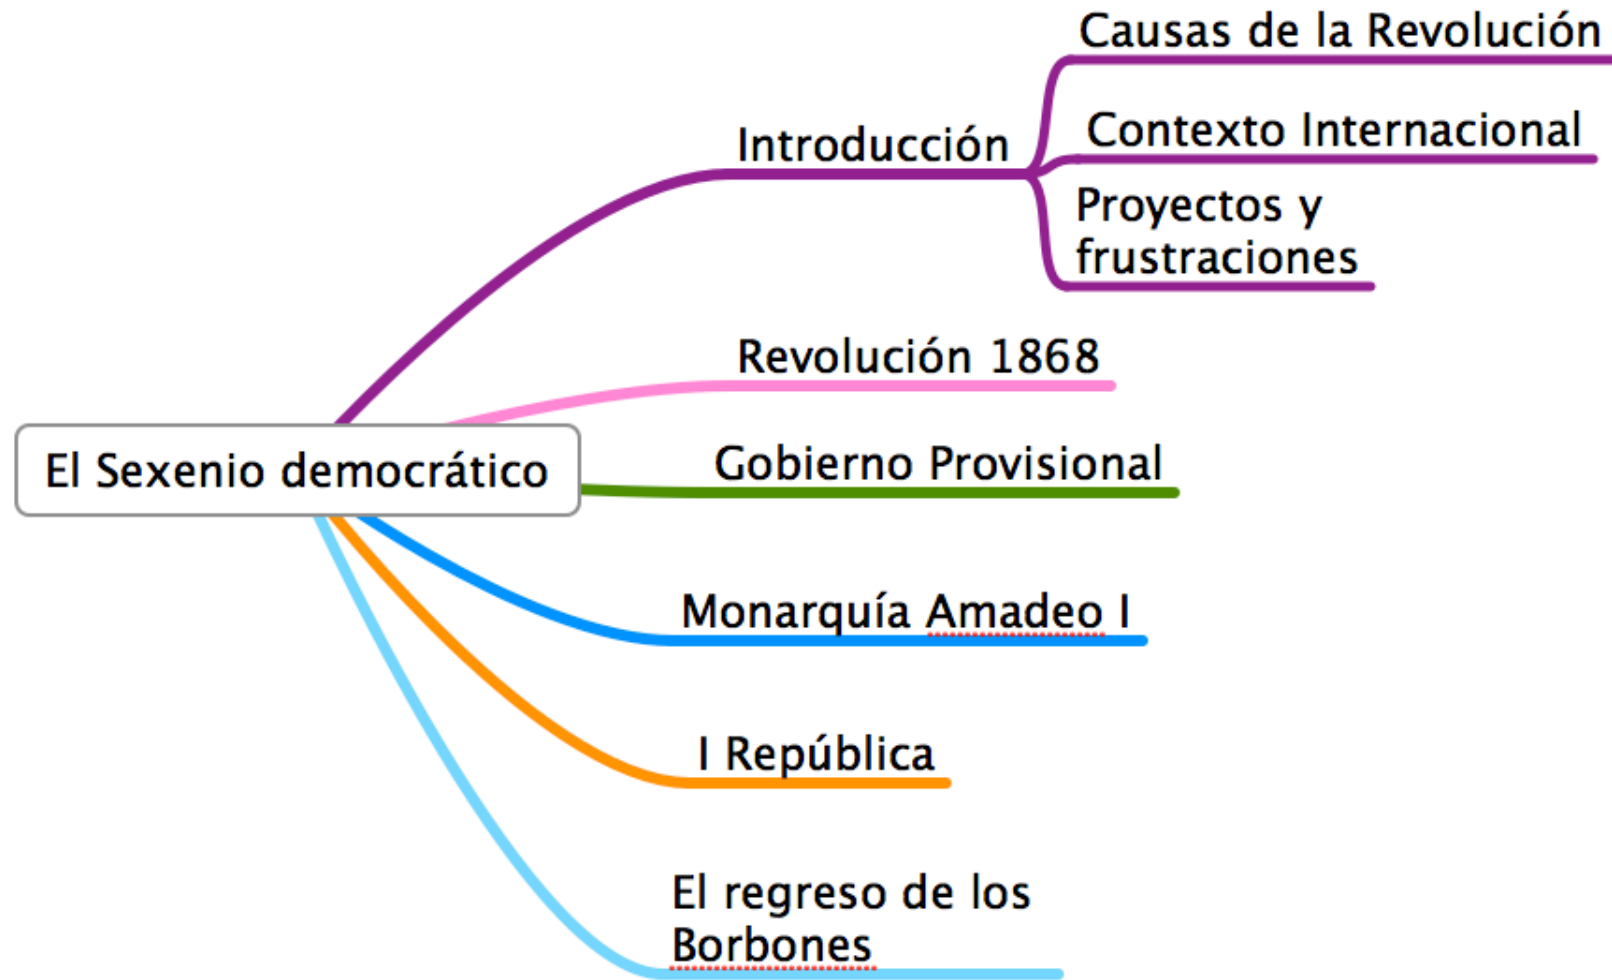 Causas de la Revolución
Introducción
Contexto Internacional
Proyectos y
frustraciones
Revolución 1868
El Sexenio democrático
Gobierno Provisional
Monarquía Amadeo I
I República
El regreso de los
Borbones